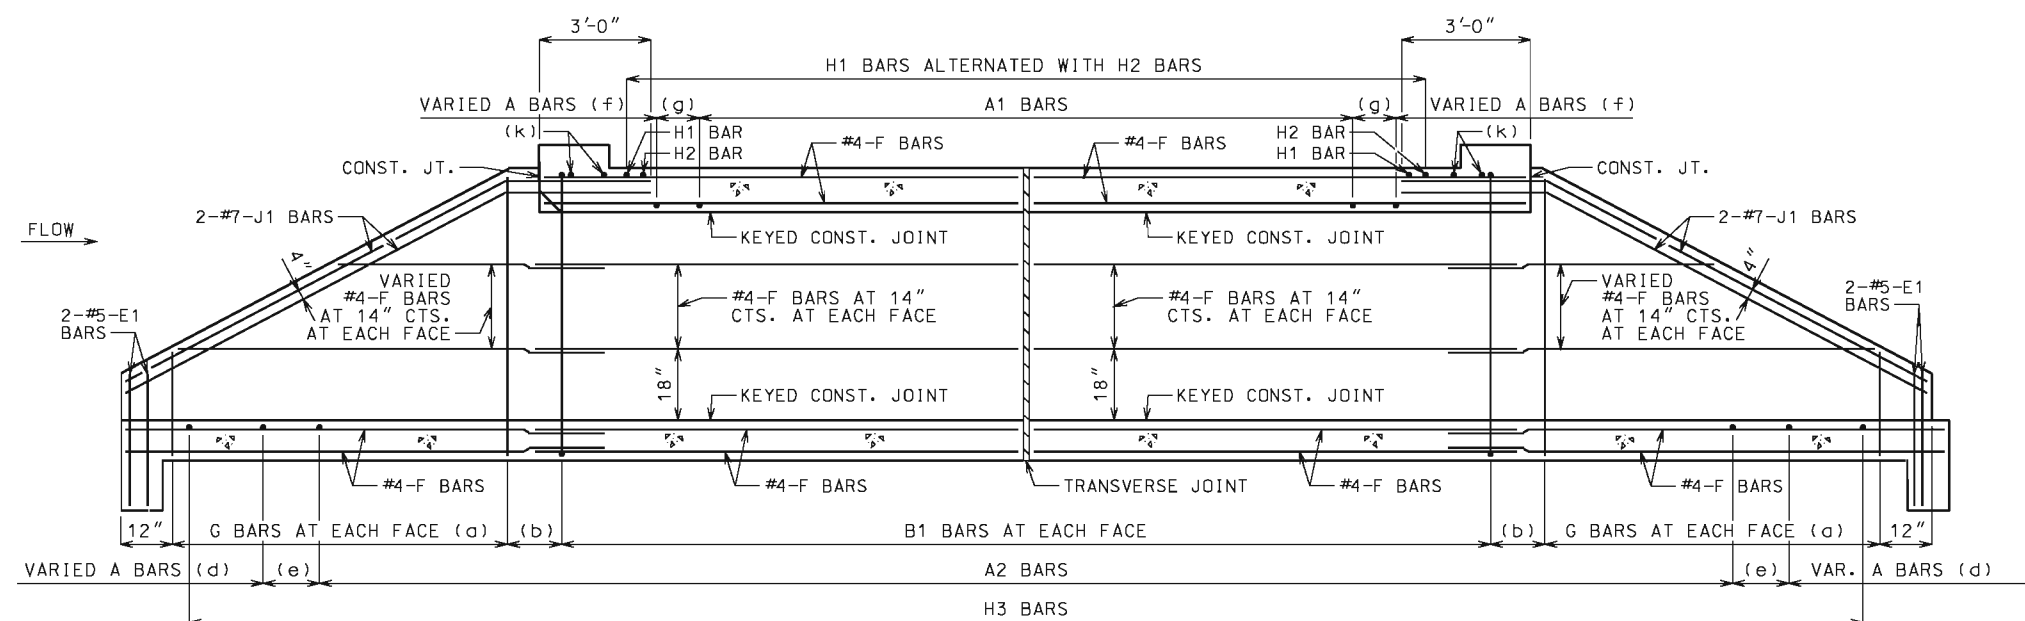 3'-0"
3'-0"
H1 BARS ALTERNATED WITH H2 BARS
VARIED A BARS (f)
(g)
A1 BARS
(g)
VARIED A BARS (f)
(k)
H1 BAR
H2 BAR
#4-F BARS
#4-F BARS
H2 BAR
H1 BAR
(k)
CONST. JT.
CONST. JT.
2-#7-J1 BARS
2-#7-J1 BARS
FLOW
KEYED CONST. JOINT
KEYED CONST. JOINT
4"
VARIED
#4-F BARS
AT 14" CTS.
AT EACH FACE
#4-F BARS AT 14"
CTS. AT EACH FACE
#4-F BARS AT 14"
CTS. AT EACH FACE
VARIED
#4-F BARS
AT 14" CTS.
AT EACH FACE
4"
2-#5-E1
BARS
2-#5-E1
BARS
18"
18"
KEYED CONST. JOINT
KEYED CONST. JOINT
#4-F BARS
#4-F BARS
TRANSVERSE JOINT
#4-F BARS
#4-F BARS
12"
G BARS AT EACH FACE (a)
(b)
B1 BARS AT EACH FACE
(b)
G BARS AT EACH FACE (a)
12"
VARIED A BARS (d)
(e)
A2 BARS
(e)
VAR. A BARS (d)
H3 BARS